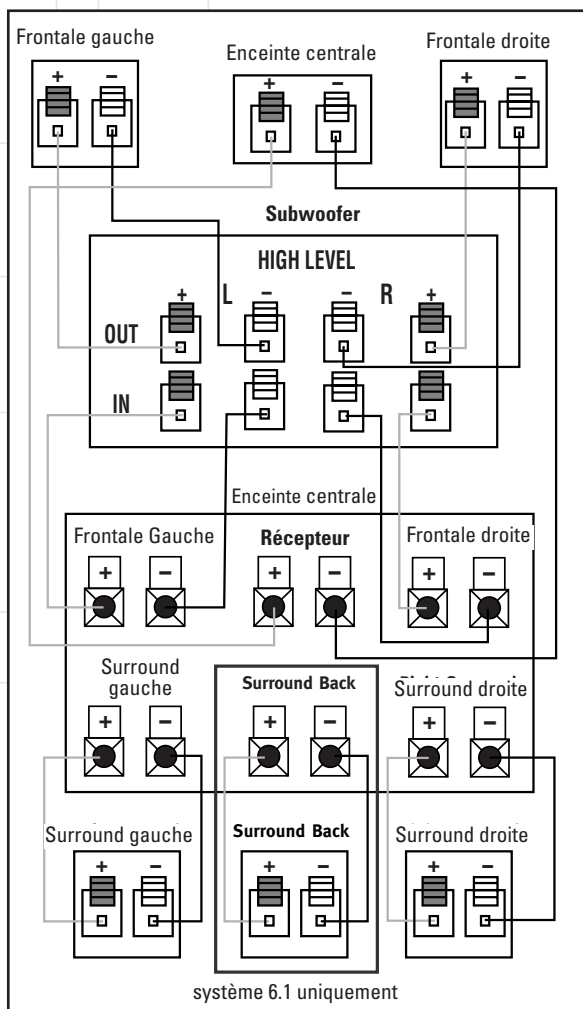 Frontale gauche
Enceinte centrale
Frontale droite
+ −
+ −
+ −
Subwoofer
HIGH LEVEL
+ L − − R +
OUT
IN
Enceinte centrale
Frontale Gauche
Récepteur
Frontale droite
+ −
+ −
+ −
Surround
gauche
Surround Back
Surround droite
+ −
+ −
+ −
Surround gauche
Surround Back
Surround droite
+ −
+ −
+ −
système 6.1 uniquement